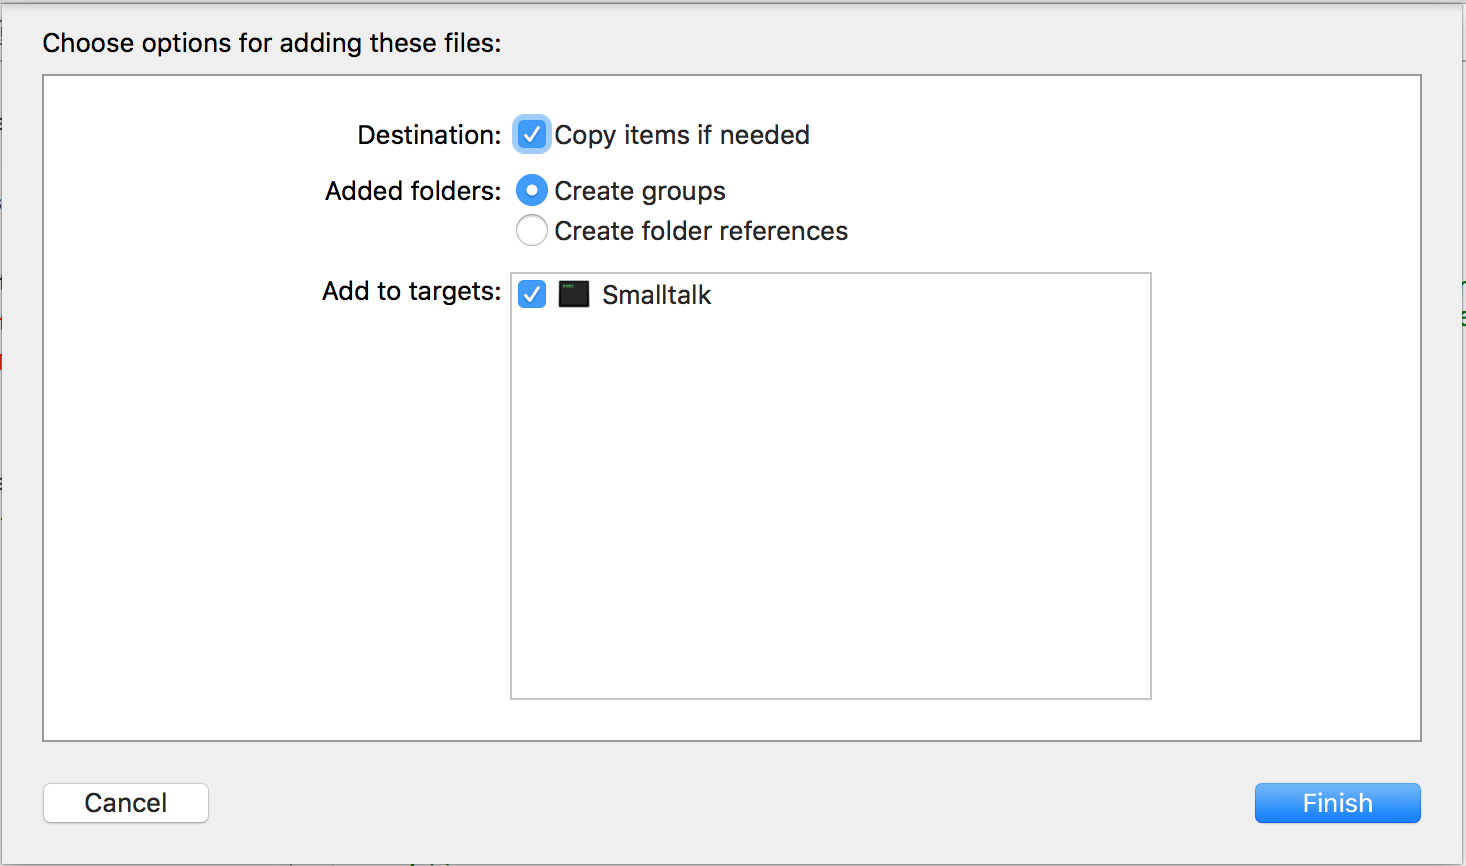 Choose options for adding these files:
Destination: Copy items if needed
Added folders: Create groups
Create folder references
Add to targets: Smalltalk
Cancel Finish